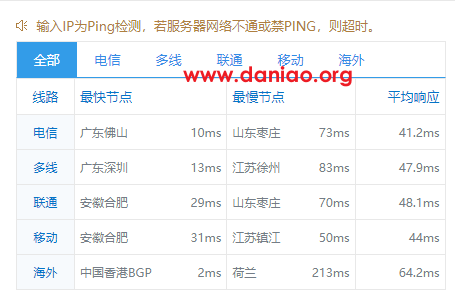 输入IP为Ping检测，若服务器网络不通或禁PING，则超时。
全部 电信 多线 联通 移动 海外
www.daniao.org
线路 最快节点 最慢节点 平均响应
电信 广东佛山 10ms 山东枣庄 73ms 41.2ms
多线 广东深圳 13ms 江苏徐州 83ms 47.9ms
联通 安徽合肥 29ms 山东枣庄 70ms 48.1ms
移动 安徽合肥 31ms 江苏镇江 50ms 44ms
海外 中国香港BGP 2ms 荷兰 213ms 64.2ms